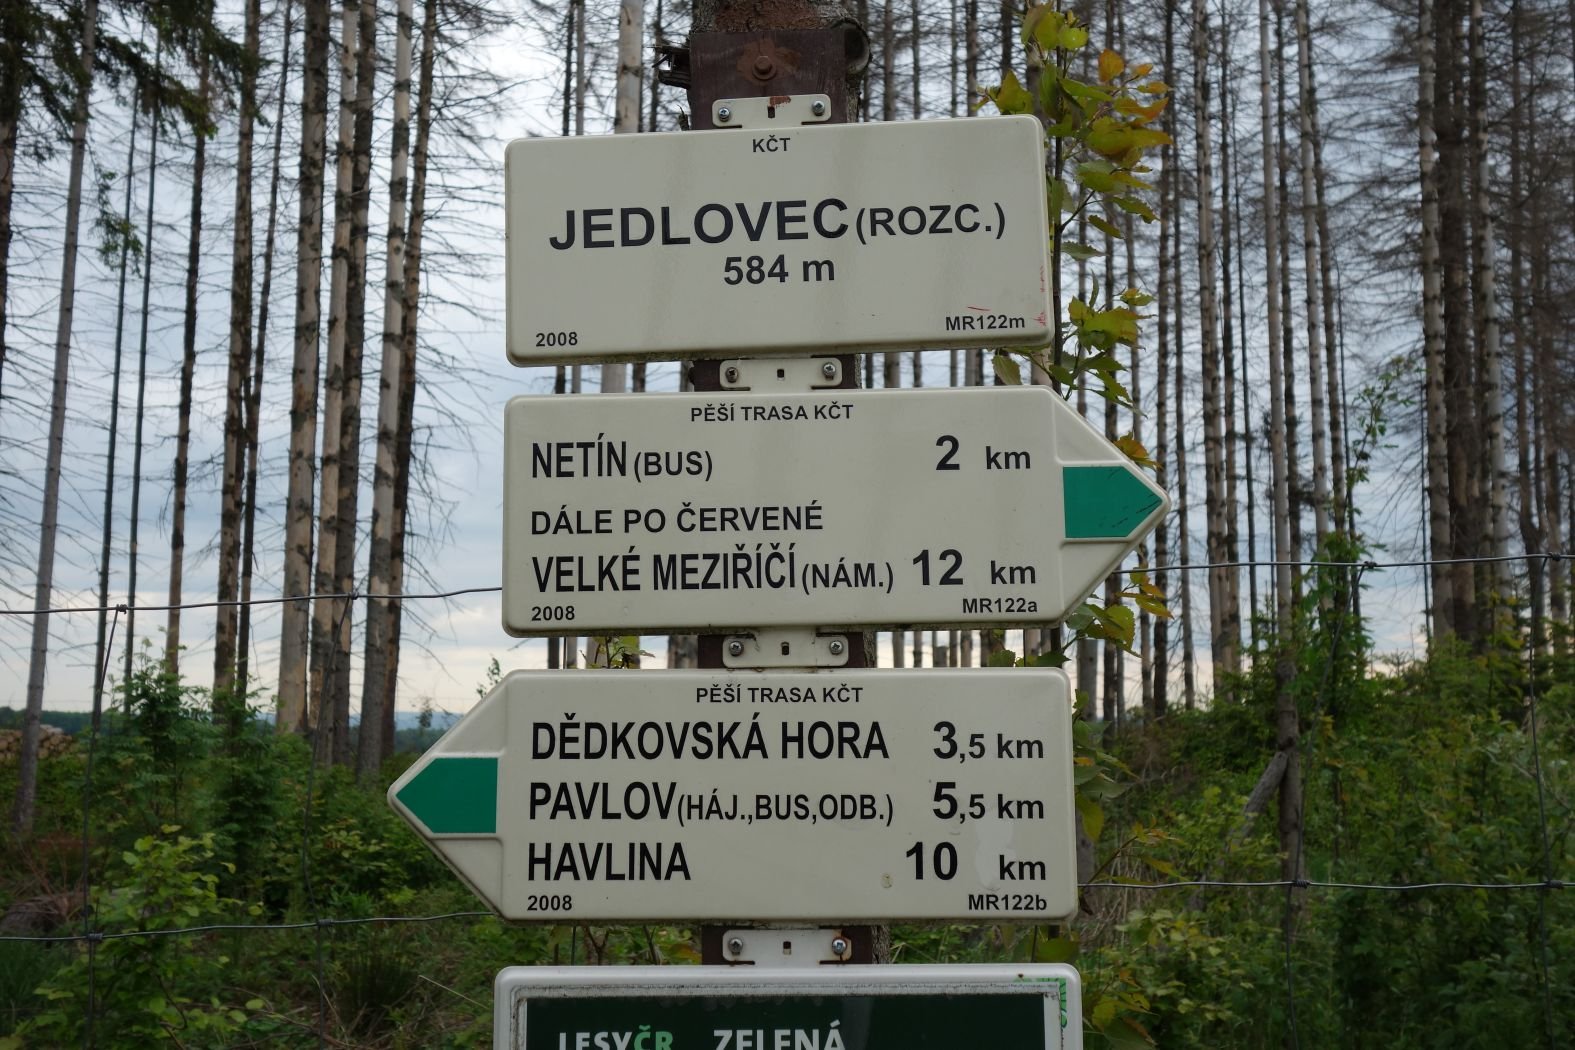 KČT
JEDLOVEC (ROZC.)
584 m
2008 MR122m
PĚŠÍ TRASA KČT
NETÍN (BUS) 2 km
DÁLE PO ČERVENÉ
VELKÉ MEZIŘÍČÍ (NÁM.) 12 km
2008 MR122a
PĚŠÍ TRASA KČT
DĚDKOVSKÁ HORA 3,5 km
PAVLOV (HÁJ.,BUS,ODB.) 5,5 km
HAVLINA 10 km
2008 MR122b
LESYČR ZELENÁ